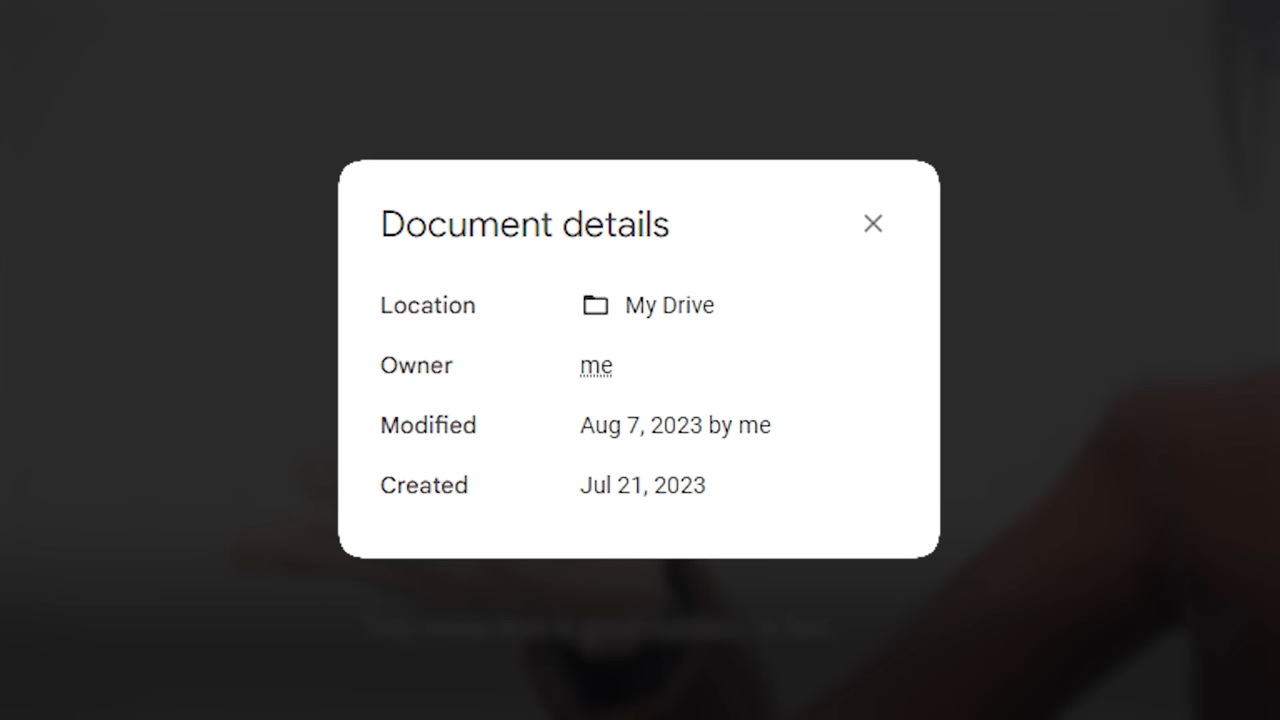 Document details
Location My Drive
Owner me
Modified Aug 7, 2023 by me
Created Jul 21, 2023